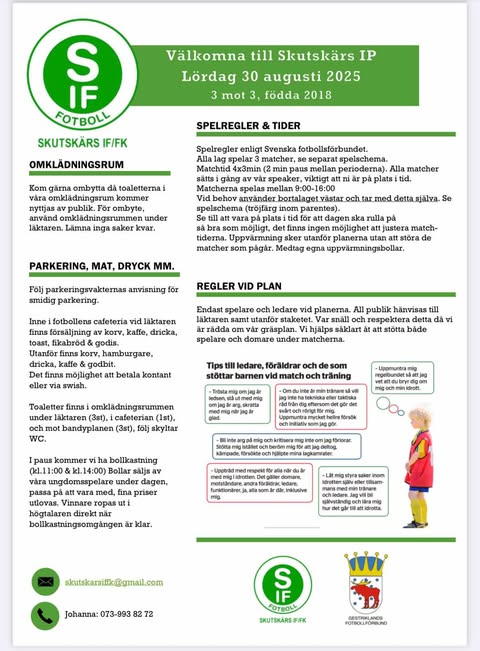 S
IF
FOTBOLL
SKUTSKÄRS IF/FK
Välkomna till Skutskärs IP
Lördag 30 augusti 2025
3 mot 3, födda 2018
OMKLÄDNINGSRUM
Kom gärna ombytta då toaletterna i
våra omklädningsrum kommer
nyttjas av publik. För ombyte,
använd omklädningsrummen under
läktaren. Lämna inga saker kvar.
PARKERING, MAT, DRYCK MM.
Följ parkeringsvakternas anvisning för
smidig parkering.
Inne i fotbollens cafeteria vid läktaren
finns försäljning av korv, kaffe, dricka,
toast, fikabröd & godis.
Utanför finns korv, hamburgare,
dricka, kaffe & godbit.
Det finns möjlighet att betala kontant
eller via swish.
Toaletter finns i omklädningsrummen
under läktaren (3st), i cafeterian (1st),
och mot bandyplanen (3st), följ skyltar
WC.
I paus kommer vi ha bollkastning
(kl.11:00 & kl.14:00) Bollar säljs av
våra ungdomsspelare under dagen,
passa på att vara med, fina priser
utlovas. Vinnare ropas ut i
högtalaren direkt när
bollkastningsomgången är klar.
skutskarsiffk@gmail.com
Johanna: 073-993 82 72
SPELREGLER & TIDER
Spelregler enligt Svenska fotbollsförbundet.
Alla lag spelar 3 matcher, se separat spelschema.
Matchtid 4x3min (2 min paus mellan perioderna). Alla matcher
sätts i gång av vår speaker, viktigt att ni är på plats i tid.
Matcherna spelas mellan 9:00-16:00
Vid behov använder bortalaget västar och tar med detta själva. Se
spelschema (tröjfärg inom parentes).
Se till att vara på plats i tid för att dagen ska rulla på
så bra som möjligt, det finns ingen möjlighet att justera match-
tiderna. Uppvärmning sker utanför planerna utan att störa de
matcher som pågår. Medtag egna uppvärmningsbollar.
REGLER VID PLAN
Endast spelare och ledare vid planerna. All publik hänvisas till
läktaren samt utanför staketet. Var snäll och respektera detta då vi
är rädda om vår gräsplan. Vi hjälps såklart åt att stötta både
spelare och domare under matcherna.
Tips till ledare, föräldrar och de som
stöttar barnen vid match och träning
- Trösta mig om jag är
ledsen, stå ut med mig
om jag är arg, skratta
med mig när jag är
glad.
- Om du inte är min tränare så vill
jag inte ha tekniska eller taktiska
råd från dig eftersom det gör det
svårt och rörigt för mig.
Uppmuntra mycket hellre försök
och initiativ som jag gör.
- Uppmuntra mig
regelbundet så att jag
vet att du bryr dig om
mig och min idrott.
- Bli inte arg på mig och kritisera mig inte om jag förlorar.
Stötta mig istället och beröm mig för att jag deltog,
kämpade, försökte och hjälpte mina lagkamrater.
- Uppträd med respekt för alla när du är
med mig i idrotten. Det gäller domare,
motståndare, andra föräldrar, ledare,
funktionärer, ja, alla som är där, inklusive
mig.
- Låt mig styra saker inom
idrotten själv eller tillsam-
mans med min tränare
och ledare. Jag vill bli
självständig och lära mig
hur det går till att idrotta.
S
IF
FOTBOLL
SKUTSKÄRS IF/FK
GESTRIKLANDS
FOTBOLLFÖRBUND